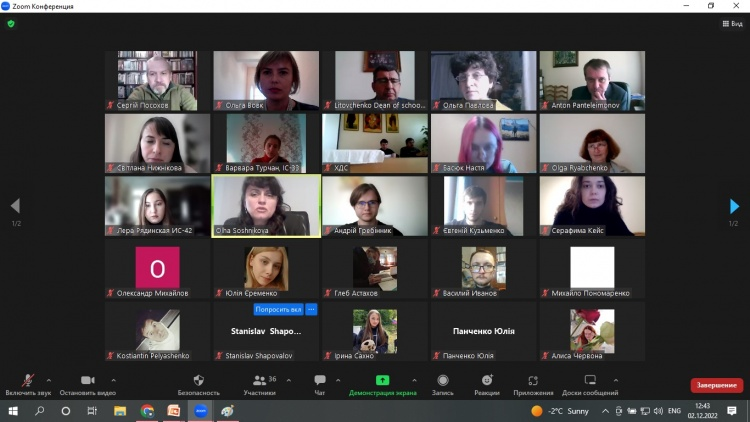 Zoom Конференция
Вид
Сергій Посохов
Ольга Вовк
Litovchenko Dean of schoo...
Ольга Павлова
Anton Panteleimonov
Світлана Нижнікова
Варвара Турчан, ІС-33
ХДС
Басюк Настя
Olga Ryabchenko
Лера Рядинская ИС-42
Olha Soshnikova
Андрій Гребінник
Євгеній Кузьменко
Серафима Кейс
1/2
1/2
O
Олександр Михайлов
Юлія Єременко
Глеб Астахов
Василий Иванов
Михайло Пономаренко
Попросить вкл
...
Stanislav Shapo...
Панченко Юлія
Kostiantin Pelyashenko
Stanislav Shapovalov
Ірина Сахно
Панченко Юлія
Алиса Червона
Включить звук
Остановить видео
Безопасность
Участники
36
Чат
Демонстрация экрана
Запись
Реакции
Приложения
Доски сообщений
Завершение
-2°C Sunny
ENG
12:43
02.12.2022